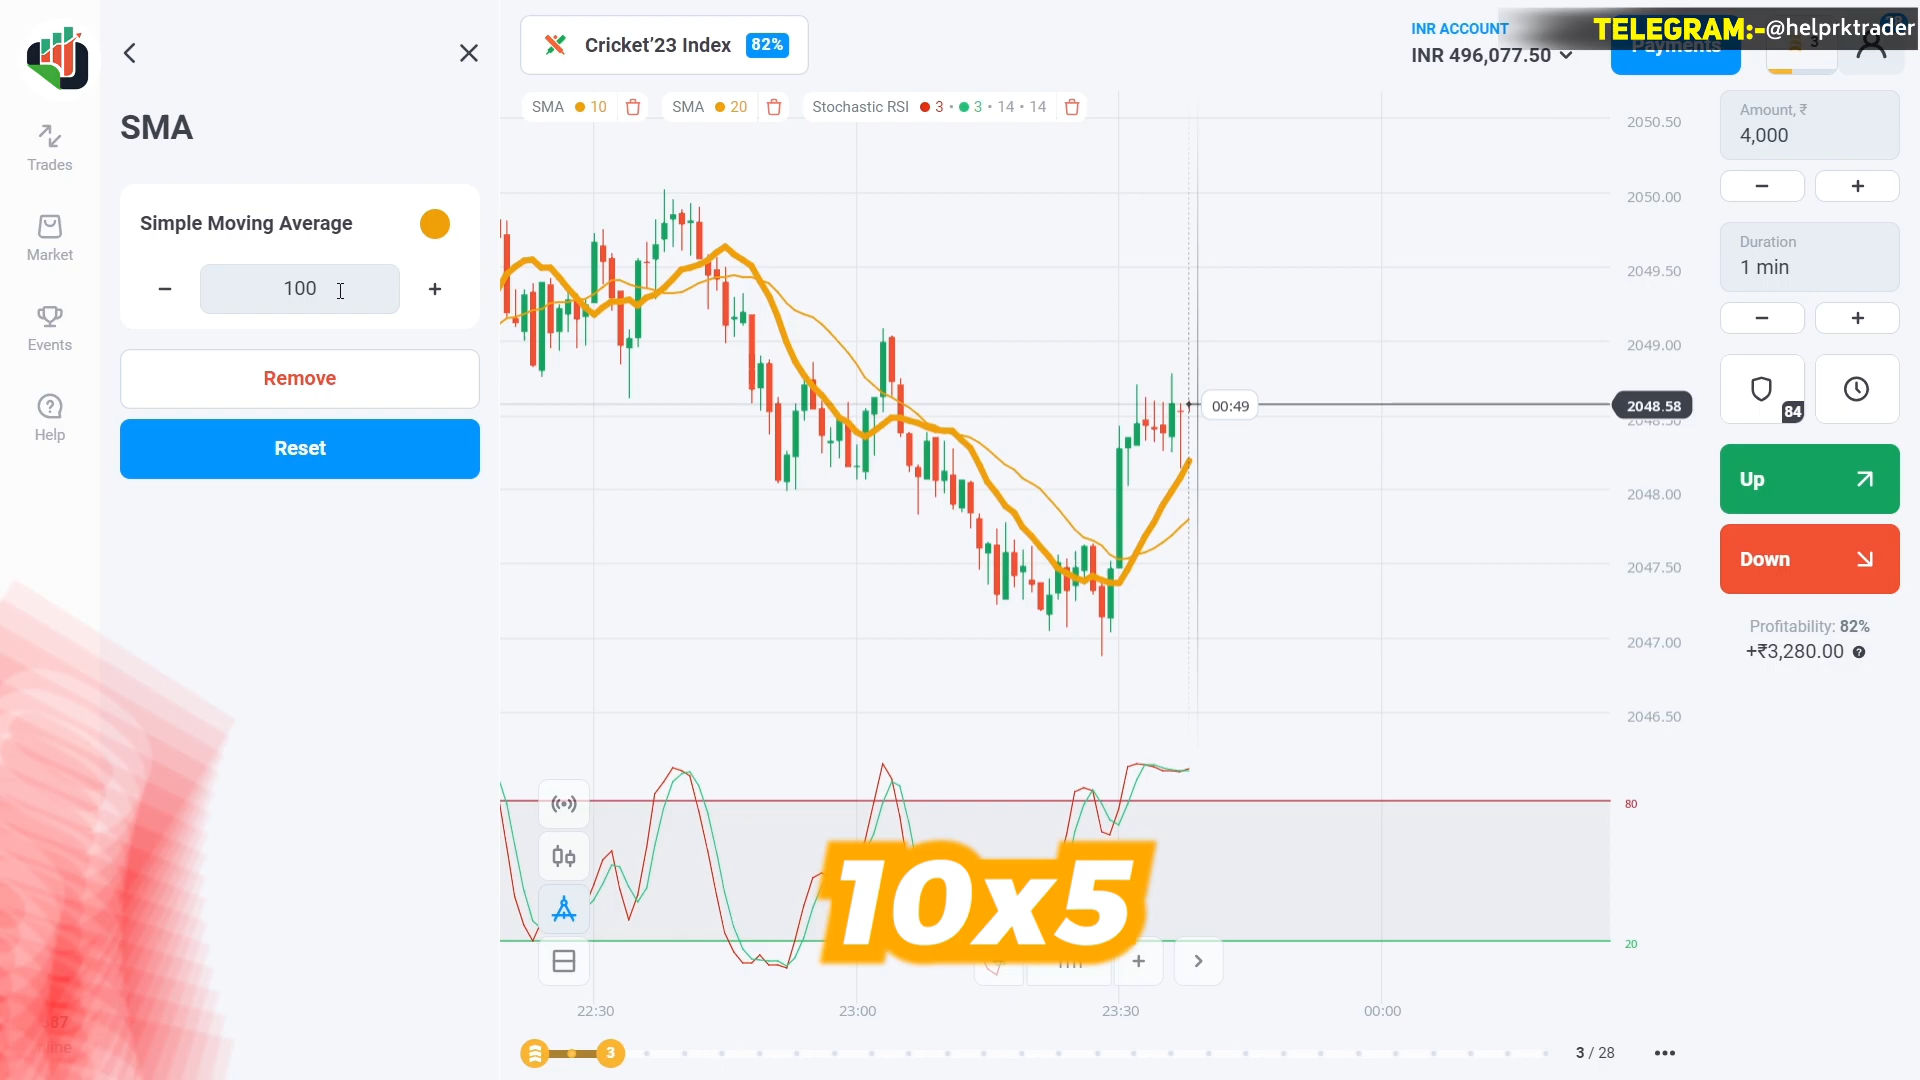 TELEGRAM:-@helprktrader
Cricket'23 Index 82%
INR ACCOUNT
INR 496,077.50
Payments
3
SMA 10
SMA 20
Stochastic RSI 3 · 3 · 14 · 14
SMA
Simple Moving Average
100
Remove
Reset
Trades
Market
Events
Help
2050.50
2050.00
2049.50
2049.00
2048.50
2048.00
2047.50
2047.00
2046.50
00:49
2048.58
80
20
Amount, ₹
4,000
Duration
1 min
84
Up
Down
Profitability: 82%
+₹3,280.00
10x5
22:30
23:00
23:30
00:00
3
3 / 28